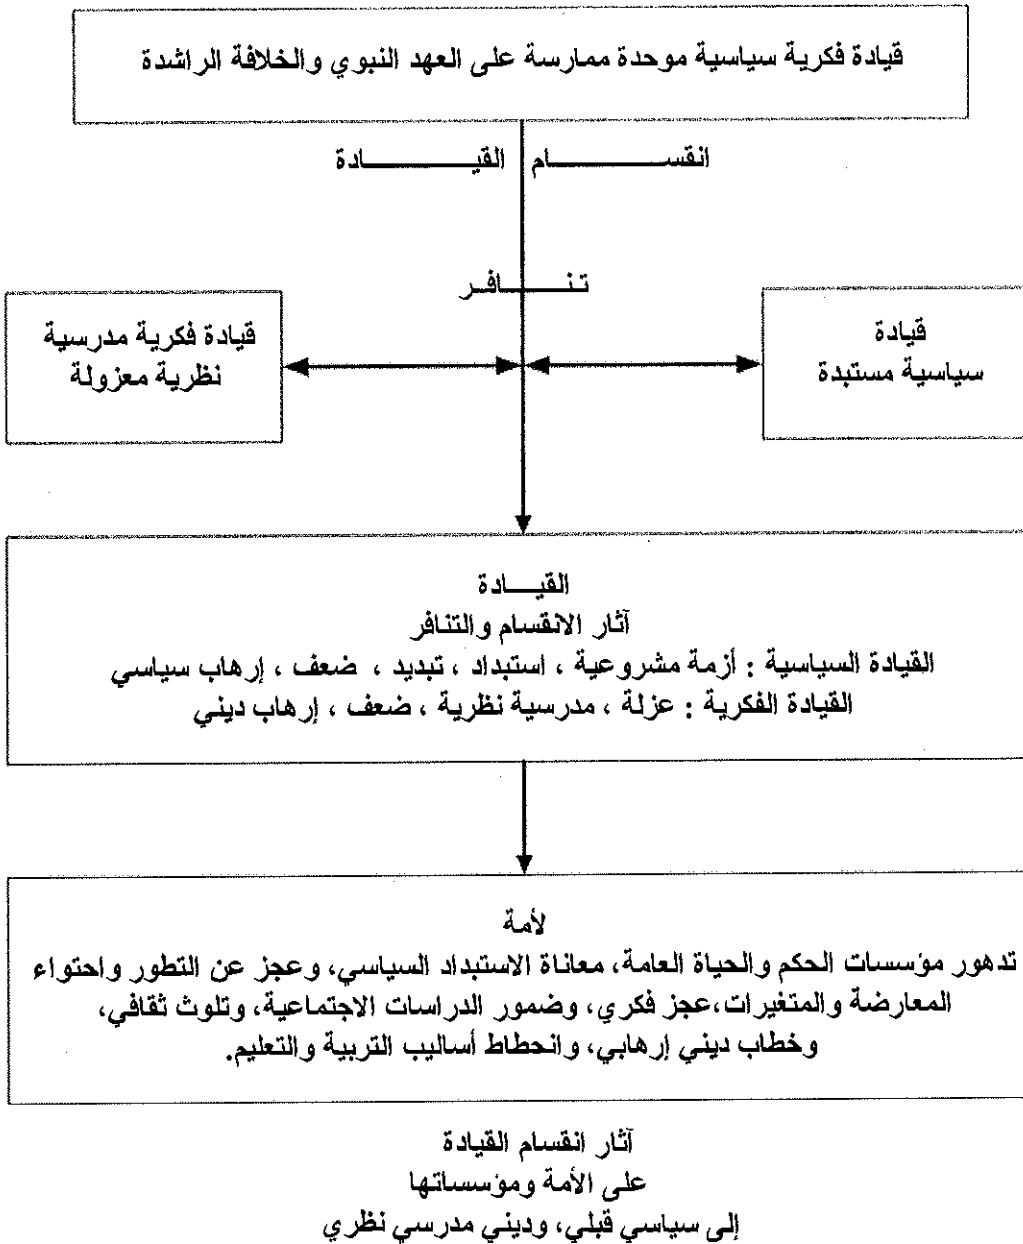 قيادة فكرية سياسية موحدة ممارسة على العهد النبوي والخلافة الراشدة
انقســـــــام القيـــــــادة
تـنـــــــافـر
قيادة
سياسية مستبدة
قيادة فكرية مدرسية
نظرية معزولة
القيـــادة
آثار الانقسام والتنافر
القيادة السياسية : أزمة مشروعية ، استبداد ، تبديد ، ضعف ، إرهاب سياسي
القيادة الفكرية : عزلة ، مدرسية نظرية ، ضعف ، إرهاب ديني
لأمة
تدهور مؤسسات الحكم والحياة العامة، معاناة الاستبداد السياسي، وعجز عن التطور واحتواء
المعارضة والمتغيرات،عجز فكري، وضمور الدراسات الاجتماعية، وتلوث ثقافي،
وخطاب ديني إرهابي، وانحطاط أساليب التربية والتعليم.
آثار انقسام القيادة
على الأمة ومؤسساتها
إلى سياسي قبلي، وديني مدرسي نظري